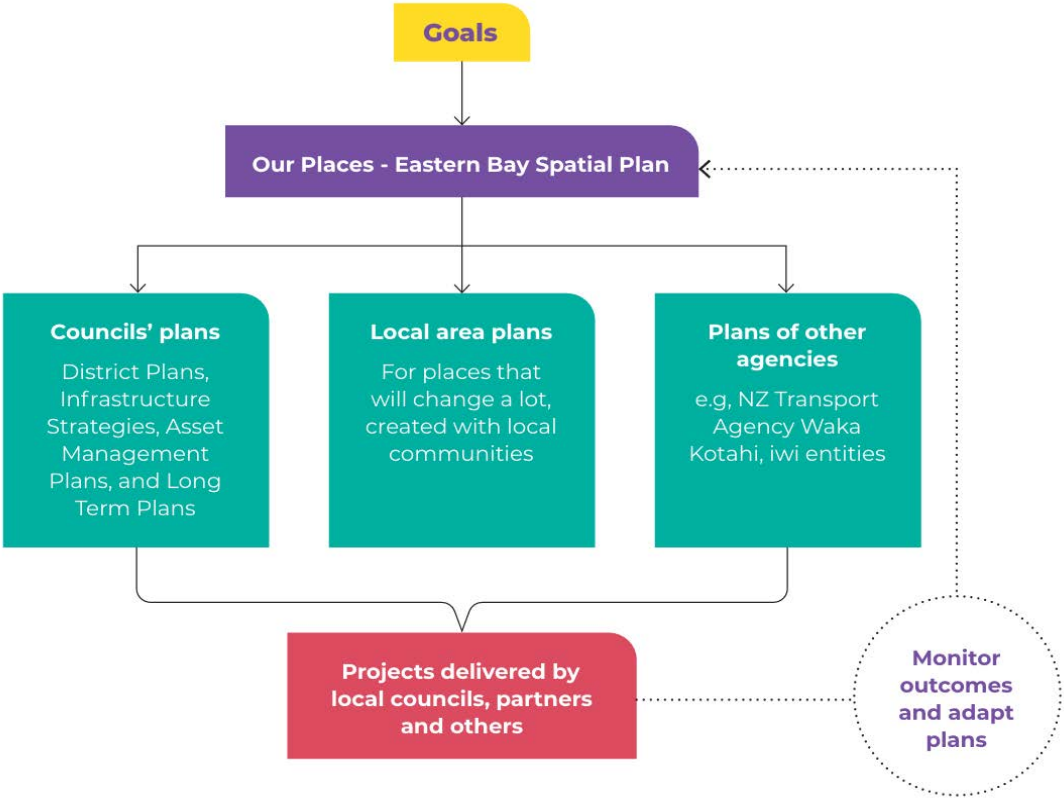 Goals
Our Places - Eastern Bay Spatial Plan
Councils’ plans
District Plans,
Infrastructure
Strategies, Asset
Management
Plans, and Long
Term Plans
Local area plans
For places that
will change a lot,
created with local
communities
Plans of other
agencies
e.g, NZ Transport
Agency Waka
Kotahi, iwi entities
Projects delivered by
local councils, partners
and others
Monitor
outcomes
and adapt
plans